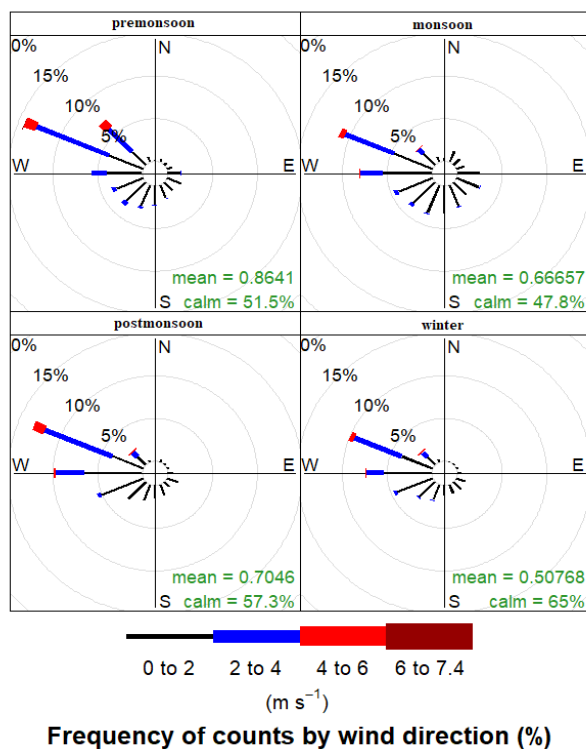 premonsoon
0%
15%
10%
5%
W
E
S
mean = 0.8641
calm = 51.5%
monsoon
0%
N
15%
10%
5%
W
E
S
mean = 0.66657
calm = 47.8%
postmonsoon
0%
N
15%
10%
5%
W
E
S
mean = 0.7046
calm = 57.3%
winter
0%
N
15%
10%
5%
W
E
S
mean = 0.50768
calm = 65%
0 to 2 2 to 4 4 to 6 6 to 7.4
(m s⁻¹)
Frequency of counts by wind direction (%)